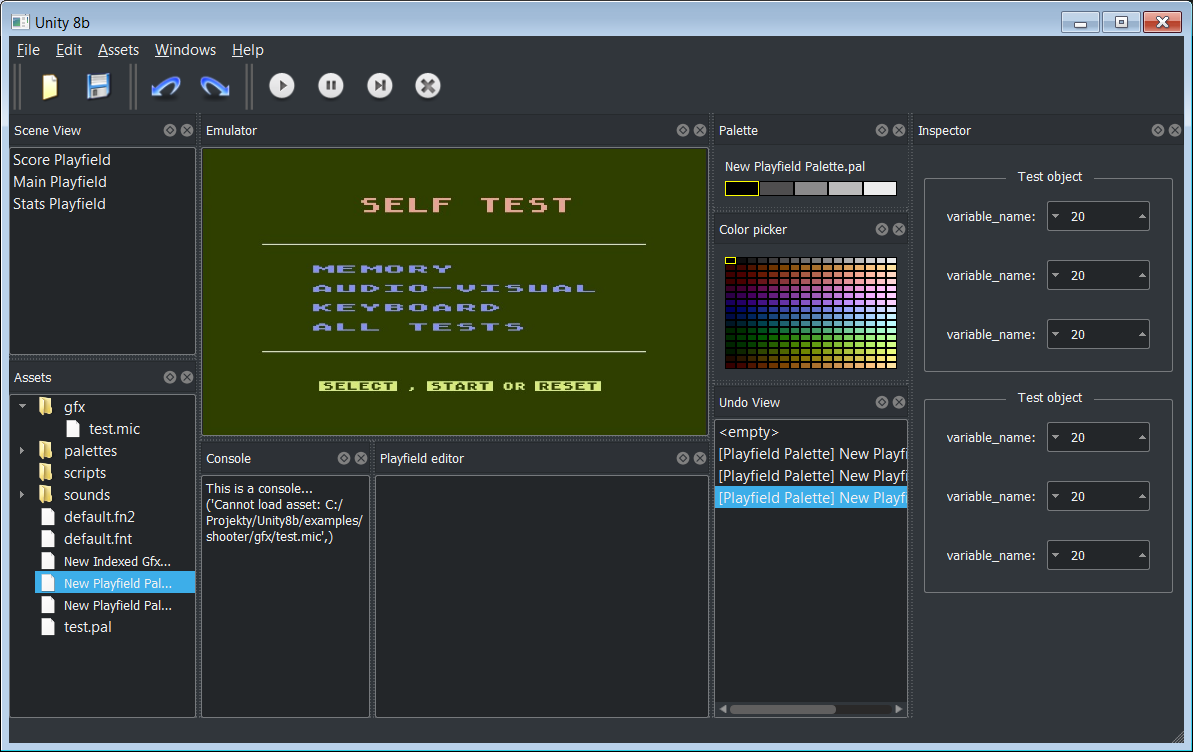 Unity 8b
File Edit Assets Windows Help
Scene View
Score Playfield
Main Playfield
Stats Playfield
Assets
gfx
test.mic
palettes
scripts
sounds
default.fn2
default.fnt
New Indexed Gfx...
New Playfield Pal...
New Playfield Pal...
test.pal
Emulator
SELF TEST
MEMORY
AUDIO-VISUAL
KEYBOARD
ALL TESTS
SELECT , START OR RESET
Console
This is a console...
('Cannot load asset: C:/
Projekty/Unity8b/examples/
shooter/gfx/test.mic',)
Playfield editor
Palette
New Playfield Palette.pal
Color picker
Undo View
<empty>
[Playfield Palette] New Playfi
[Playfield Palette] New Playfi
[Playfield Palette] New Playfi
Inspector
Test object
variable_name: 20
variable_name: 20
variable_name: 20
Test object
variable_name: 20
variable_name: 20
variable_name: 20